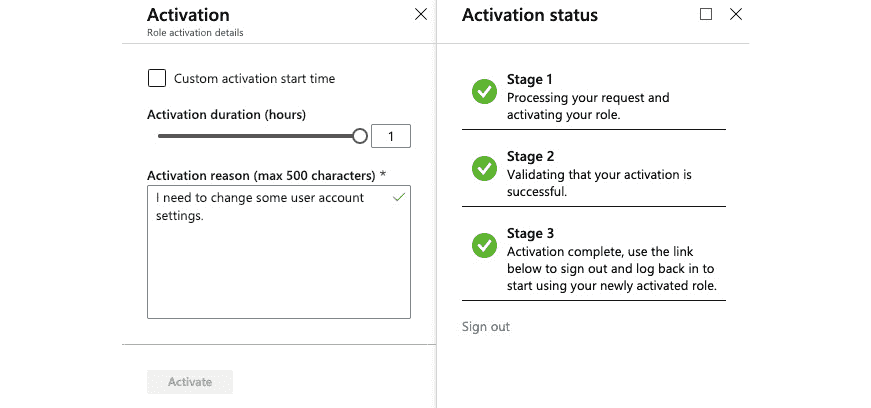 Activation
Role activation details
Custom activation start time
Activation duration (hours)
1
Activation reason (max 500 characters) *
I need to change some user account
settings.
Activate
Activation status
Stage 1
Processing your request and
activating your role.
Stage 2
Validating that your activation is
successful.
Stage 3
Activation complete, use the link
below to sign out and log back in to
start using your newly activated role.
Sign out